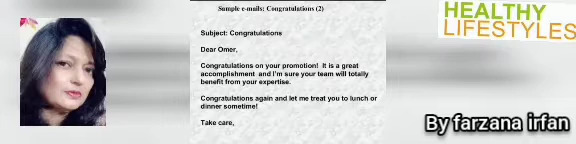 Sample e-mails: Congratulations (2)
Subject: Congratulations
Dear Omer,
Congratulations on your promotion! It is a great
accomplishment and I'm sure your team will totally
benefit from your expertise.
Congratulations again and let me treat you to lunch or
dinner sometime!
Take care,
HEALTHY
LIFESTYLES
By farzana irfan